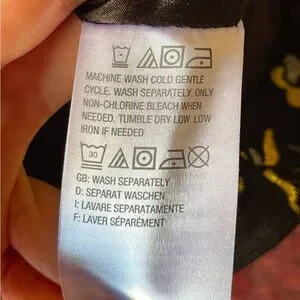 MACHINE WASH COLD GENTLE
CYCLE. WASH SEPARATELY. ONLY
NON-CHLORINE BLEACH WHEN
NEEDED. TUMBLE DRY LOW. LOW
IRON IF NEEDED
30
GB: WASH SEPARATELY
D: SEPARAT WASCHEN
I: LAVARE SEPARATAMENTE
F: LAVER SÉPARÉMENT